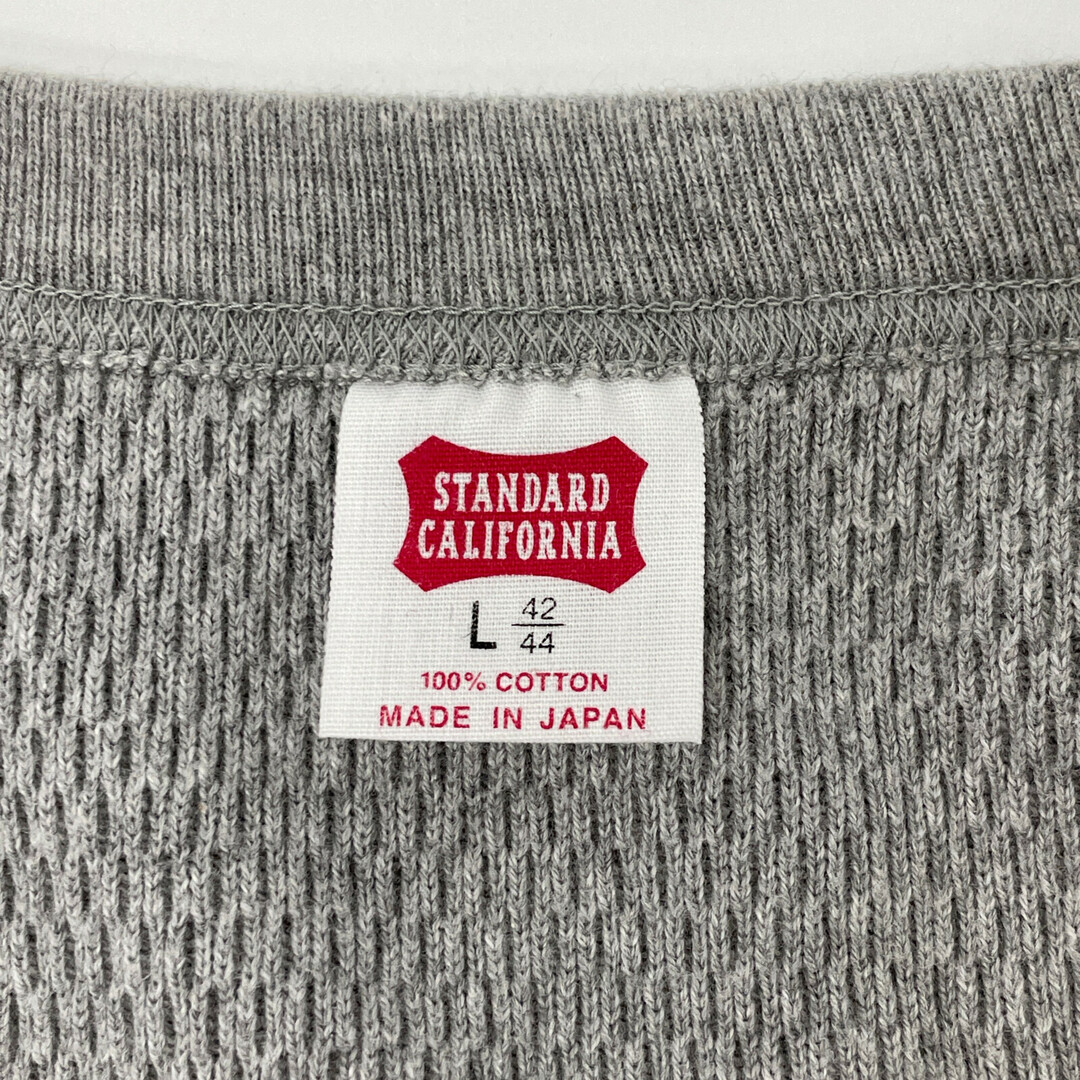 STANDARD
CALIFORNIA
L 42/44
100% COTTON
MADE IN JAPAN